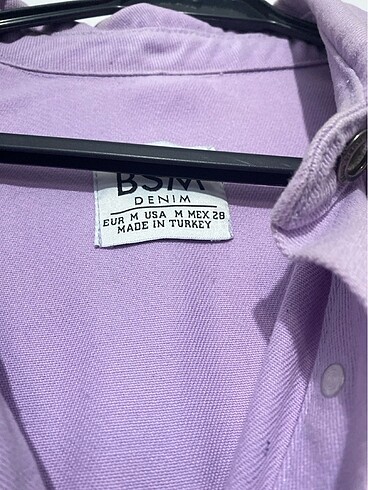 BSM
DENIM
EUR M USA M MEX 28
MADE IN TURKEY